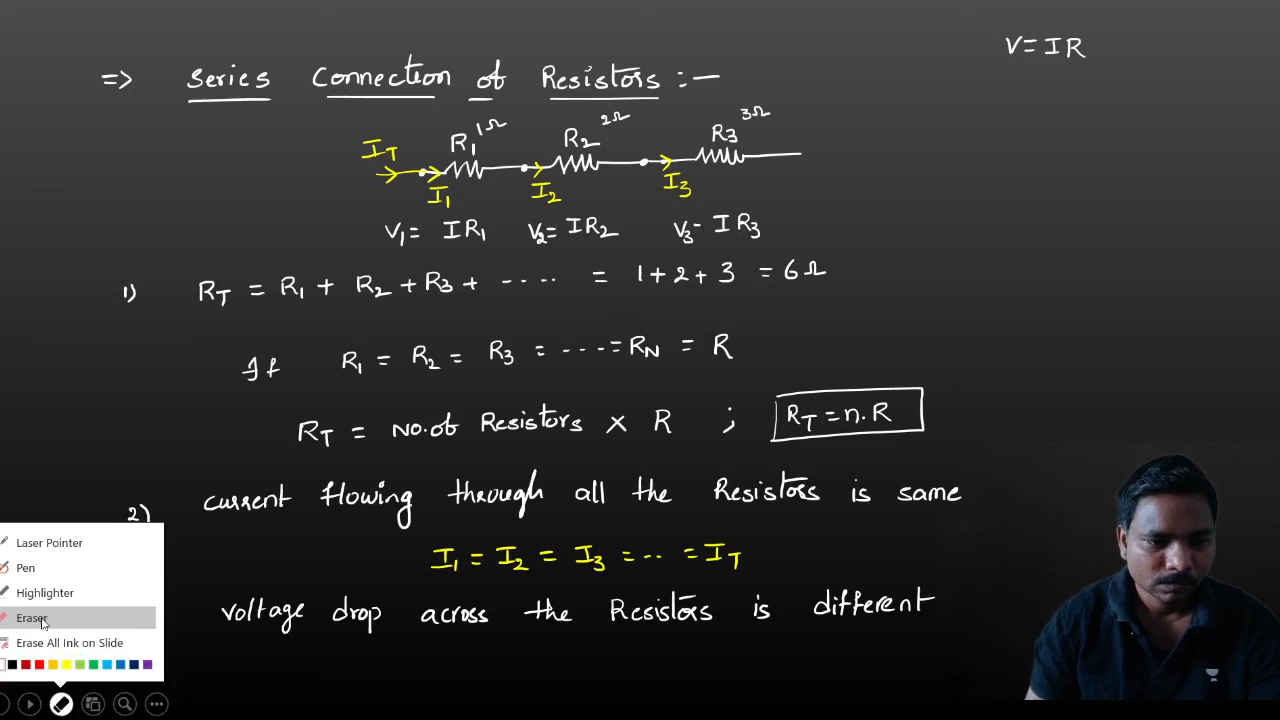 V = IR
=> Series Connection of Resistors :-
R1 1Ω R2 2Ω R3 3Ω
IT I1 I2 I3
V1 = IR1 V2 = IR2 V3 - IR3
1) RT = R1 + R2 + R3 + ..... = 1 + 2 + 3 = 6Ω
If R1 = R2 = R3 = ..... = RN = R
RT = No. of Resistors × R ; RT = n.R
2) current flowing through all the Resistors is same
I1 = I2 = I3 = ... = IT
voltage drop across the Resistors is different
Laser Pointer
Pen
Highlighter
Eraser
Erase All Ink on Slide